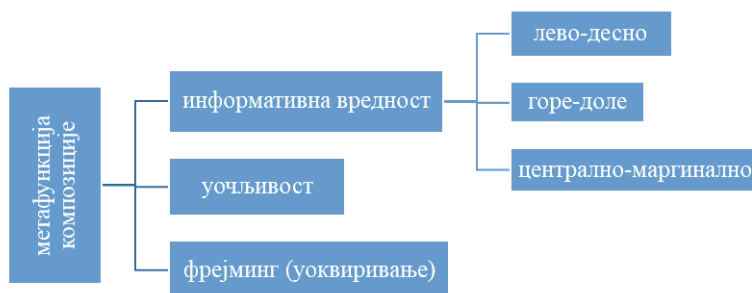 метафункција
композиције
информативна вредност
уочљивост
фрејминг (уоквиривање)
лево-десно
горе-доле
централно-маргинално